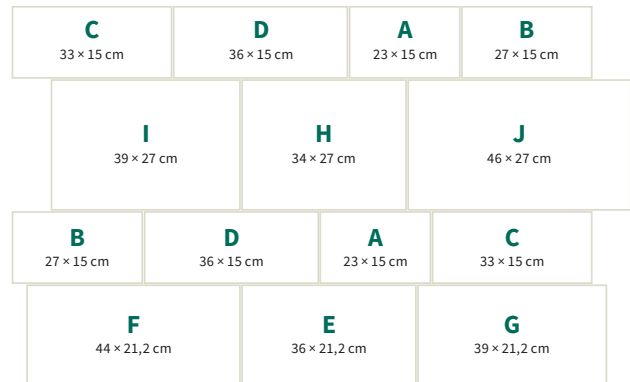 C
33 × 15 cm
D
36 × 15 cm
A
23 × 15 cm
B
27 × 15 cm
I
39 × 27 cm
H
34 × 27 cm
J
46 × 27 cm
B
27 × 15 cm
D
36 × 15 cm
A
23 × 15 cm
C
33 × 15 cm
F
44 × 21,2 cm
E
36 × 21,2 cm
G
39 × 21,2 cm